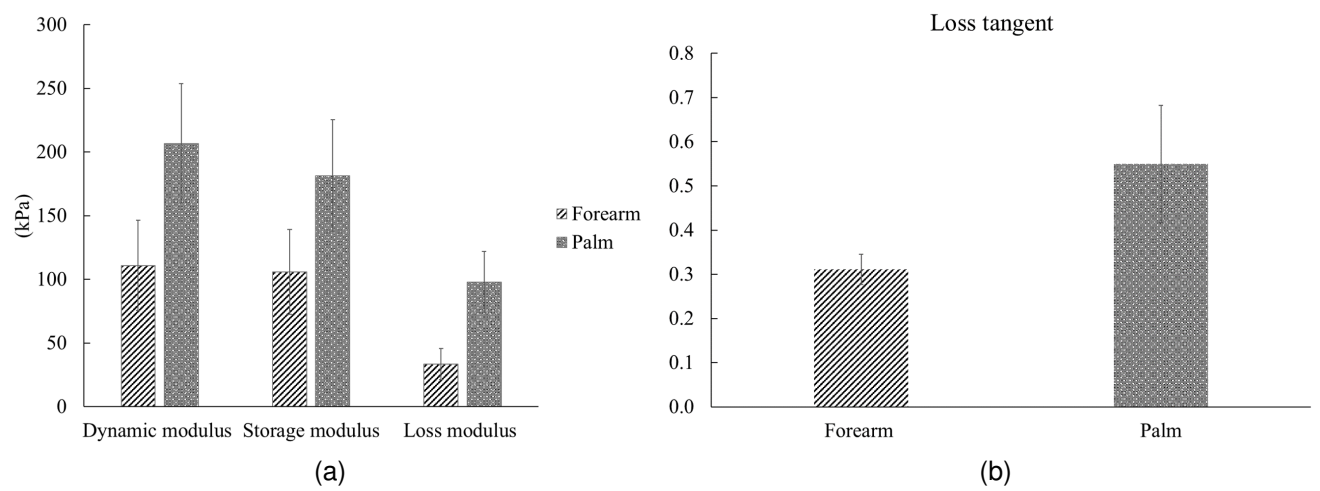 300
250
200
150
100
50
0
(kPa)
Dynamic modulus Storage modulus Loss modulus
Forearm
Palm
(a)
Loss tangent
0.8
0.7
0.6
0.5
0.4
0.3
0.2
0.1
0.0
Forearm Palm
(b)